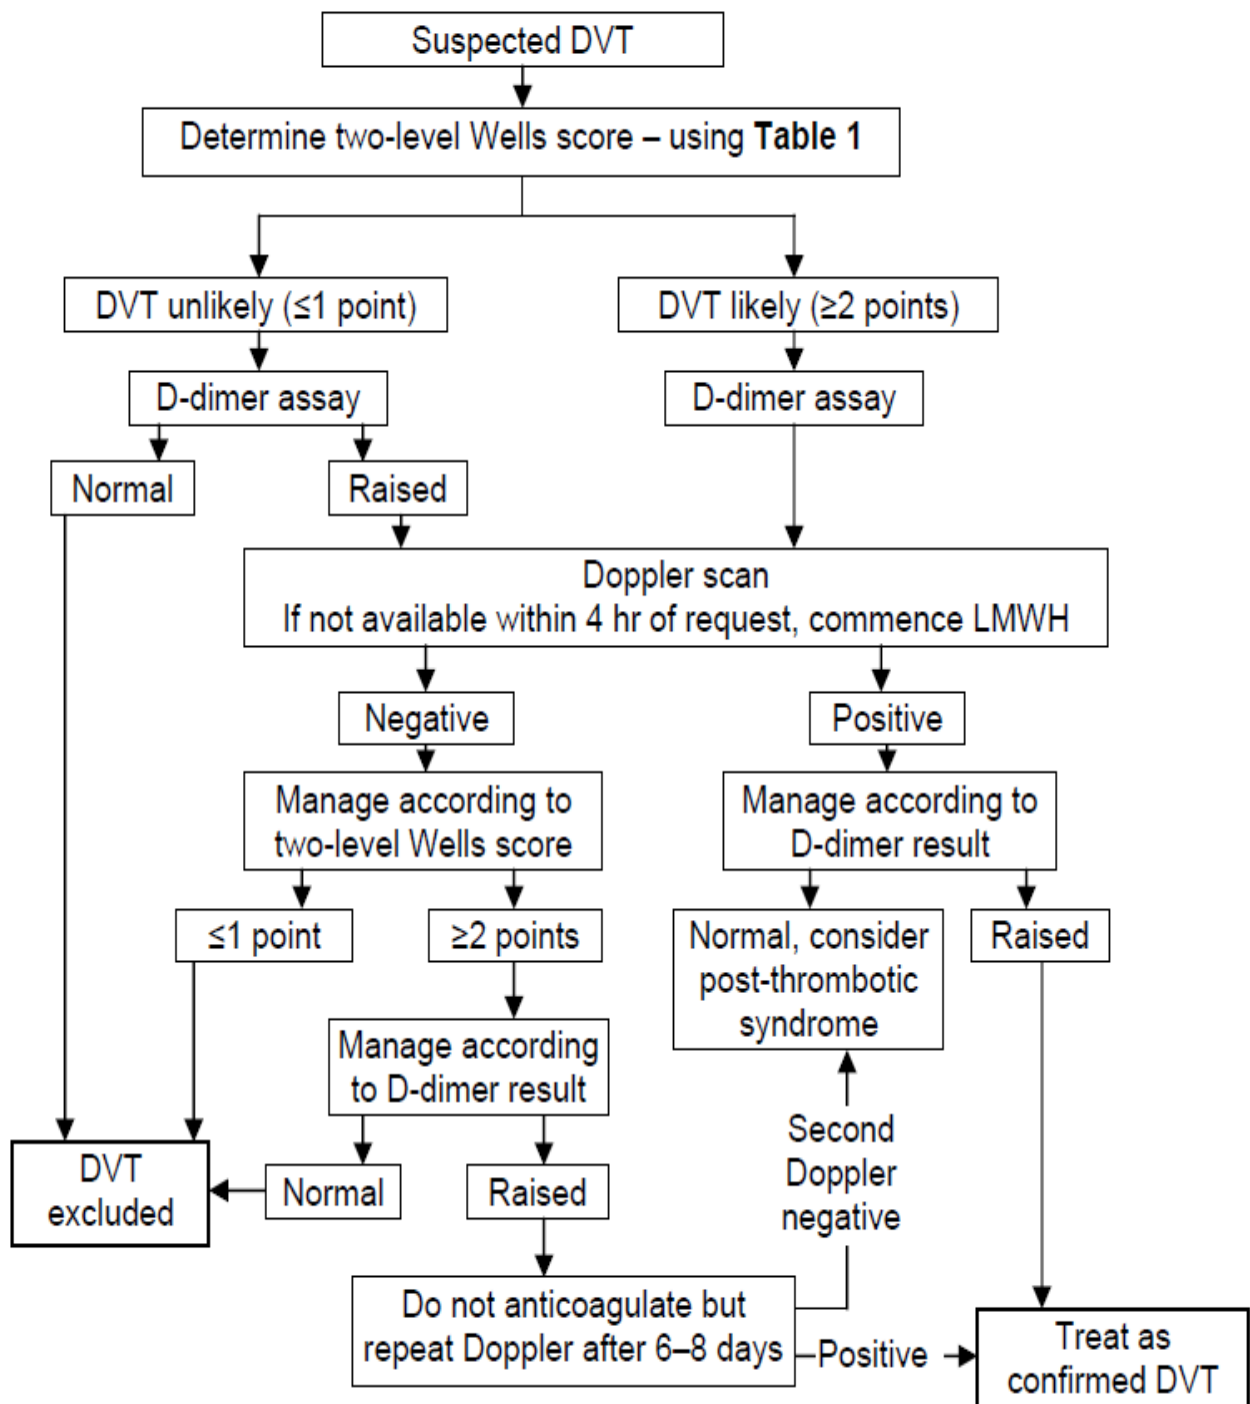 Suspected DVT
Determine two-level Wells score – using Table 1
DVT unlikely (≤1 point)
DVT likely (≥2 points)
D-dimer assay
D-dimer assay
Normal
Raised
Doppler scan
If not available within 4 hr of request, commence LMWH
Negative
Positive
Manage according to
two-level Wells score
Manage according to
D-dimer result
≤1 point
≥2 points
Normal, consider
post-thrombotic
syndrome
Raised
Manage according
to D-dimer result
Second
Doppler
negative
DVT
excluded
Normal
Raised
Do not anticoagulate but
repeat Doppler after 6–8 days
Positive
Treat as
confirmed DVT